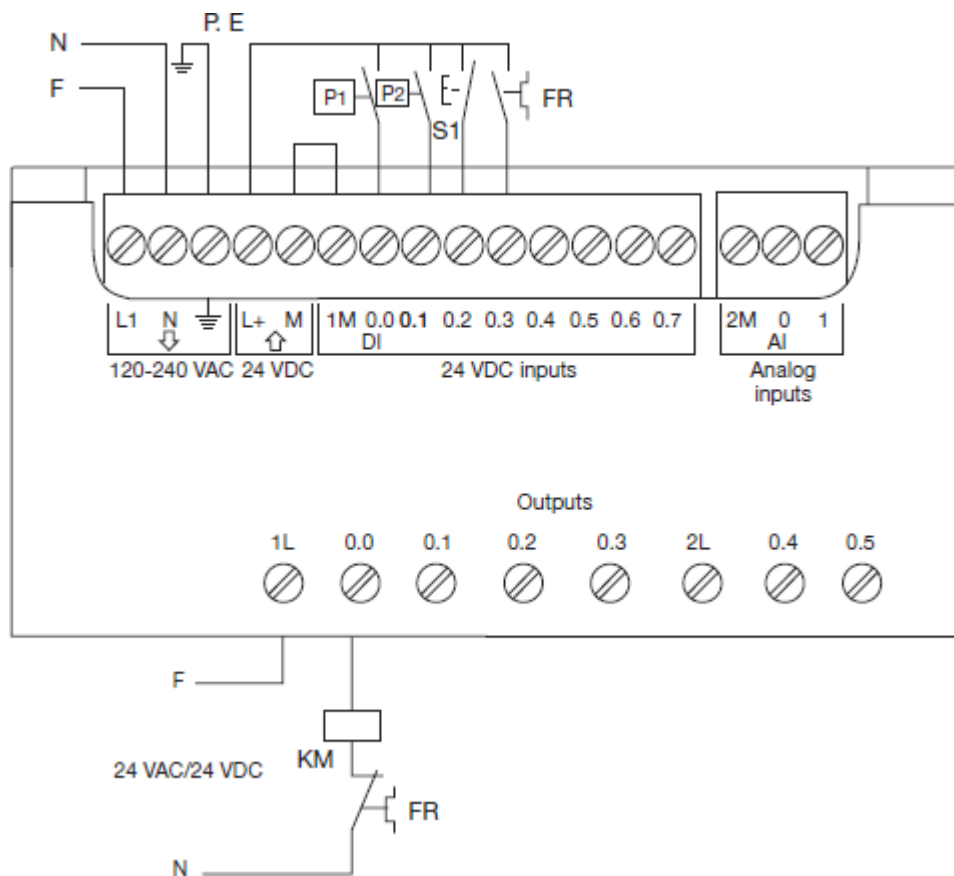 P. E
N
F
P1
P2
S1
FR
L1 N L+ M 1M 0.0 0.1 0.2 0.3 0.4 0.5 0.6 0.7 2M 0 1
DI AI
120-240 VAC 24 VDC 24 VDC inputs Analog
inputs
Outputs
1L 0.0 0.1 0.2 0.3 2L 0.4 0.5
F
KM
24 VAC/24 VDC
FR
N